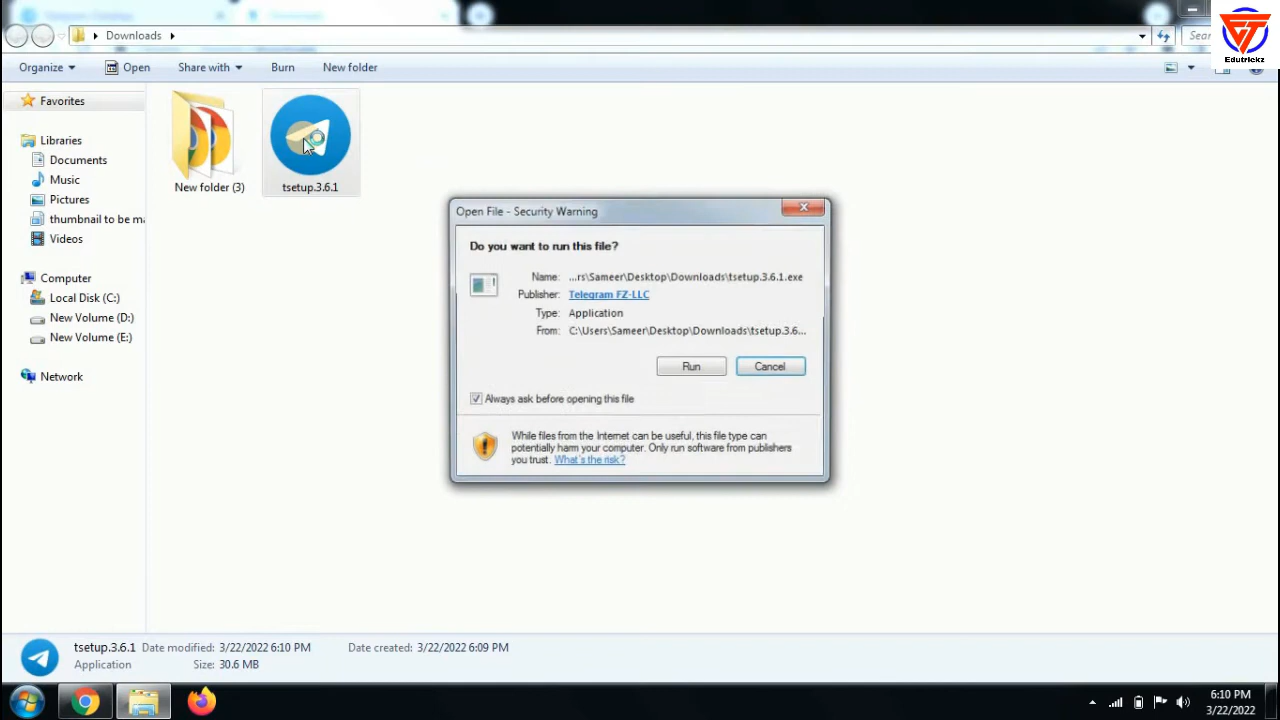 Downloads
Sear
Edutrickz
Organize
Open
Share with
Burn
New folder
Favorites
Libraries
Documents
Music
Pictures
thumbnail to be ma
Videos
Computer
Local Disk (C:)
New Volume (D:)
New Volume (E:)
Network
New folder (3)
tsetup.3.6.1
Open File - Security Warning
Do you want to run this file?
Name: ...rs\Sameer\Desktop\Downloads\tsetup.3.6.1.exe
Publisher: Telegram FZ-LLC
Type: Application
From: C:\Users\Sameer\Desktop\Downloads\tsetup.3.6...
Run
Cancel
Always ask before opening this file
While files from the Internet can be useful, this file type can
potentially harm your computer. Only run software from publishers
you trust. What's the risk?
tsetup.3.6.1 Date modified: 3/22/2022 6:10 PM Date created: 3/22/2022 6:09 PM
Application Size: 30.6 MB
6:10 PM
3/22/2022